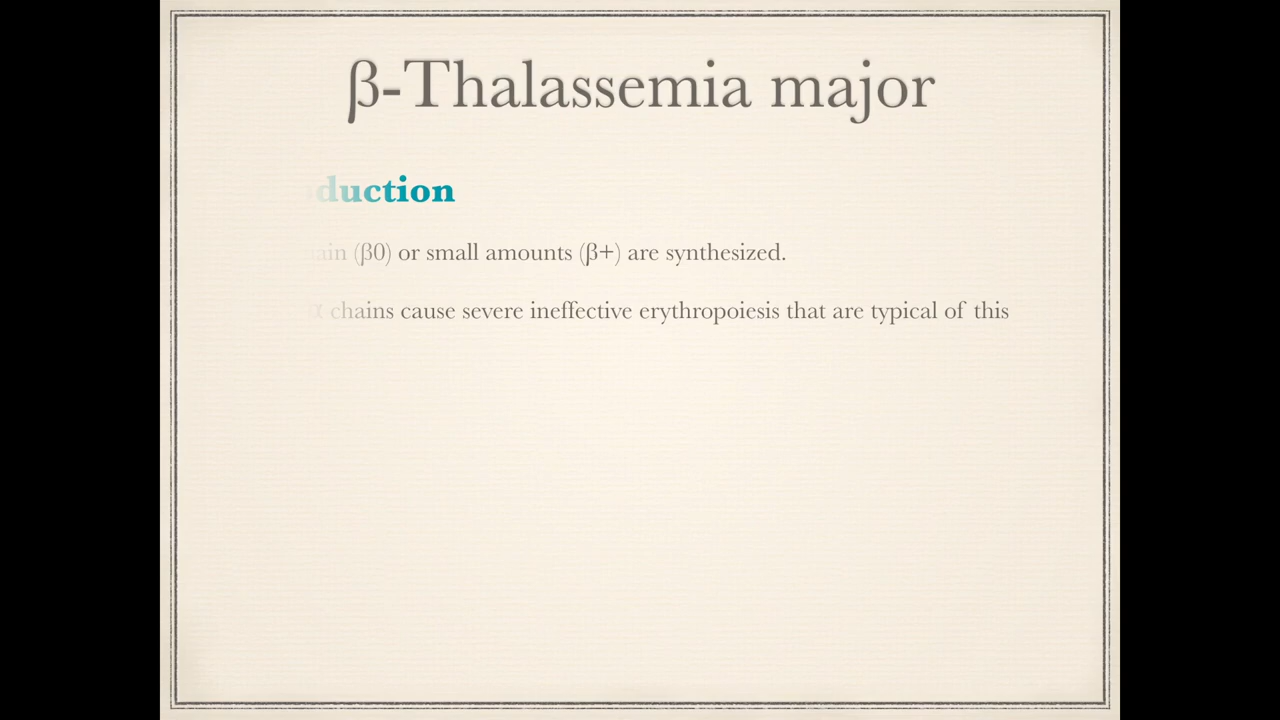 β-Thalassemia major
duction
ain (β0) or small amounts (β+) are synthesized.
α chains cause severe ineffective erythropoiesis that are typical of this